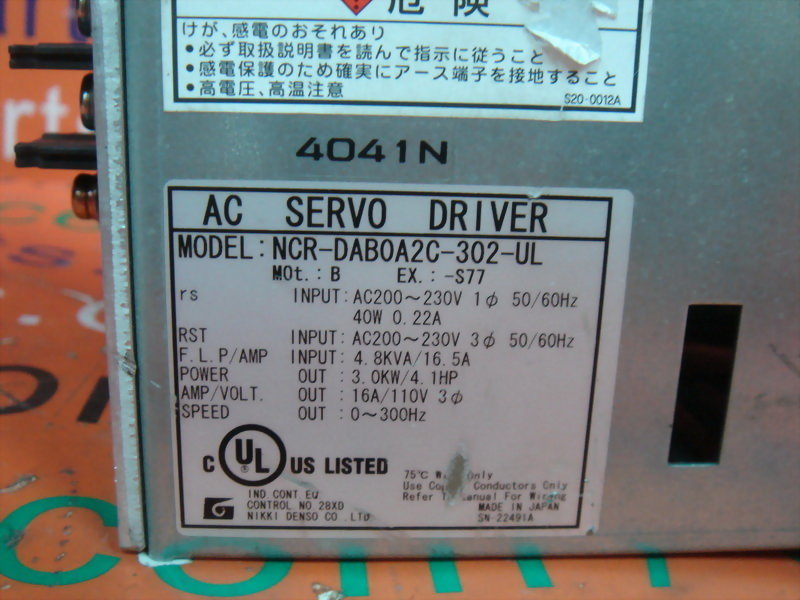 危険
けが、感電のおそれあり
•必ず取扱説明書を読んで指示に従うこと
•感電保護のため確実にアース端子を接地すること
•高電圧、高温注意
S20-0012A
4041N
AC SERVO DRIVER
MODEL: NCR-DAB0A2C-302-UL
MOt.: B EX.: -S77
rs INPUT: AC200～230V 1φ 50/60Hz
40W 0.22A
RST INPUT: AC200～230V 3φ 50/60Hz
F.L.P/AMP INPUT: 4.8KVA/16.5A
POWER OUT : 3.0KW/4.1HP
AMP/VOLT. OUT : 16A/110V 3φ
SPEED OUT : 0～300Hz
C UL ® US LISTED
IND.CONT.EQ
CONTROL NO 28XD
NIKKI DENSO CO.,LTD
75℃ Only
Use Conductors Only
Refer For
MADE IN JAPAN
SN-22491A